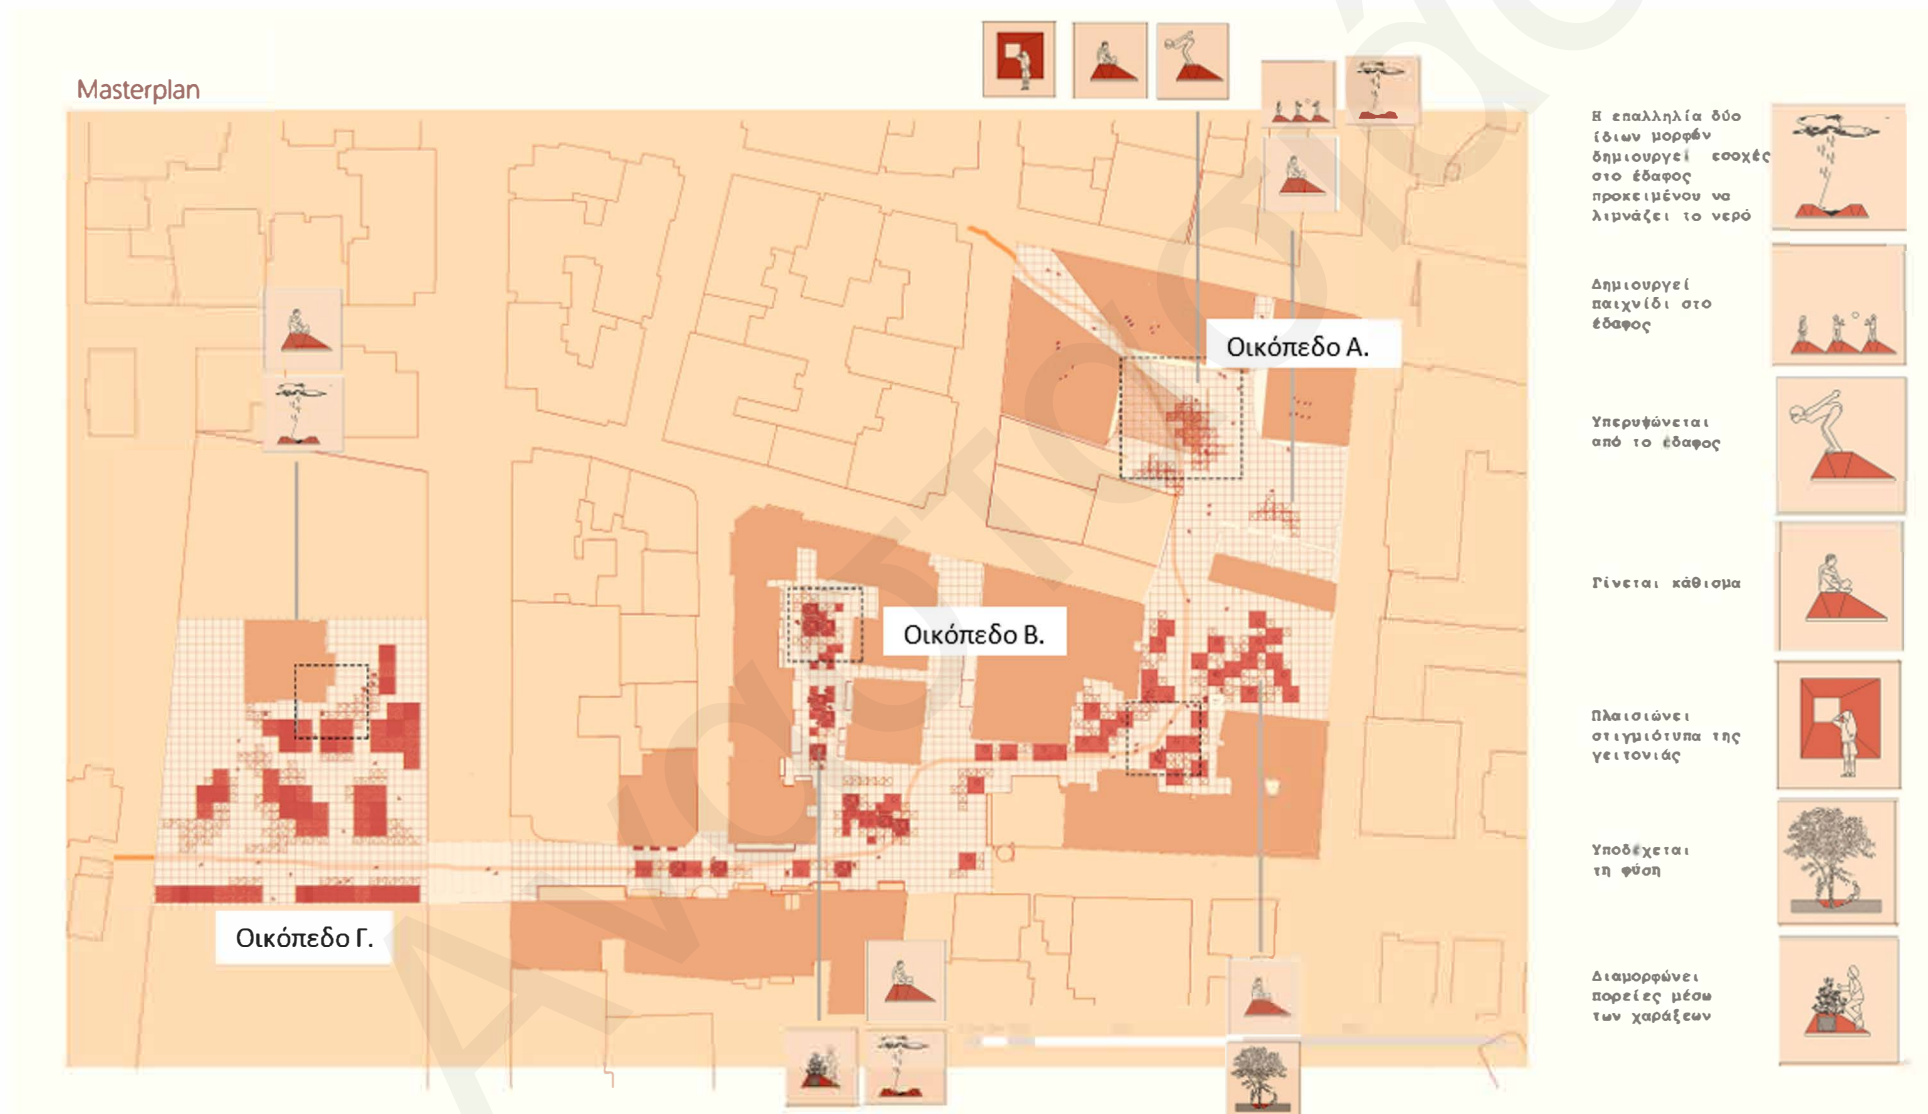 Masterplan
Οικόπεδο Α.
Οικόπεδο Β.
Οικόπεδο Γ.
Η επαλληλία δύο
ίδιων μορφών
δημιουργεί εσοχές
στο έδαφος
προκειμένου να
λιμνάζει το νερό
Δημιουργεί
παιχνίδι στο
έδαφος
Υπερυψώνεται
από το έδαφος
Γίνεται κάθισμα
Πλαισιώνει
στιγμιότυπα της
γειτονιάς
Υποδέχεται
τη φύση
Διαμορφώνει
πορείες μέσω
των χαράξεων